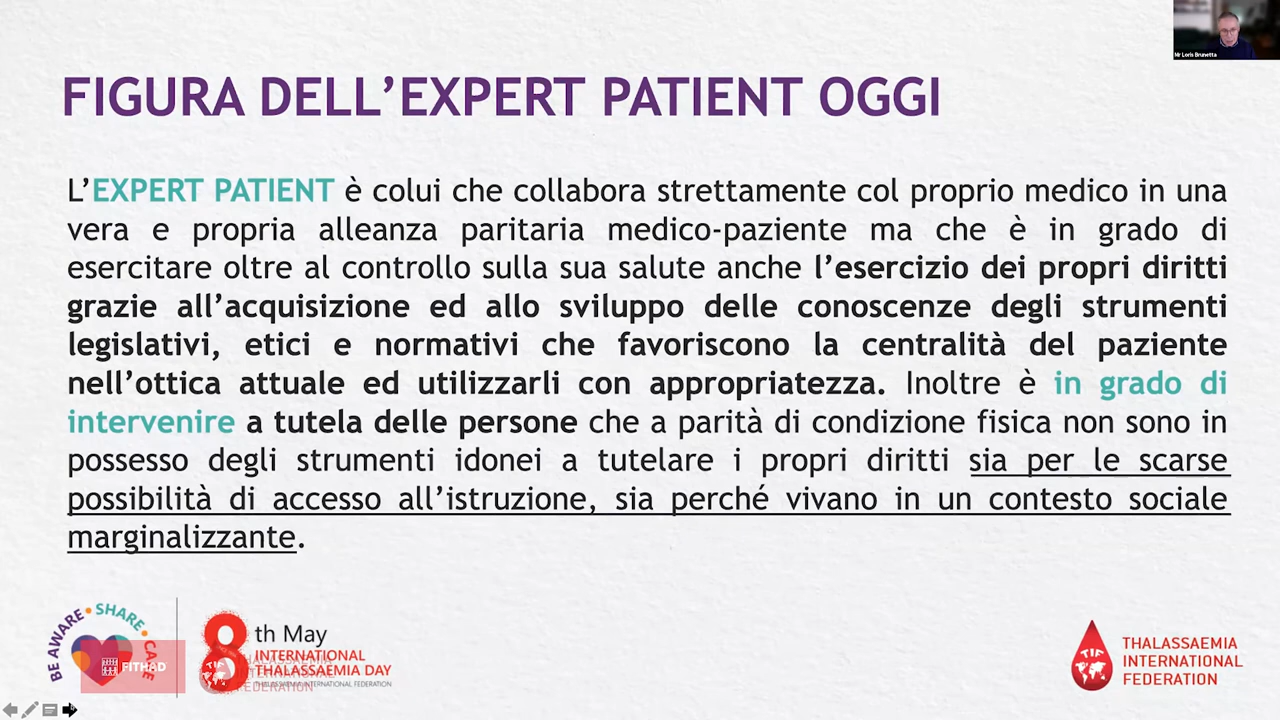 Mr Loris Brunetta
FIGURA DELL’EXPERT PATIENT OGGI
L’EXPERT PATIENT è colui che collabora strettamente col proprio medico in una
vera e propria alleanza paritaria medico-paziente ma che è in grado di
esercitare oltre al controllo sulla sua salute anche l’esercizio dei propri diritti
grazie all’acquisizione ed allo sviluppo delle conoscenze degli strumenti
legislativi, etici e normativi che favoriscono la centralità del paziente
nell’ottica attuale ed utilizzarli con appropriatezza. Inoltre è in grado di
intervenire a tutela delle persone che a parità di condizione fisica non sono in
possesso degli strumenti idonei a tutelare i propri diritti sia per le scarse
possibilità di accesso all’istruzione, sia perché vivano in un contesto sociale
marginalizzante.
BE AWARE • SHARE • CARE
FITHAD
8th May
INTERNATIONAL
THALASSAEMIA DAY
THALASSAEMIA INTERNATIONAL FEDERATION
TIF
THALASSAEMIA
INTERNATIONAL
FEDERATION
TIF
THALASSAEMIA
INTERNATIONAL
FEDERATION